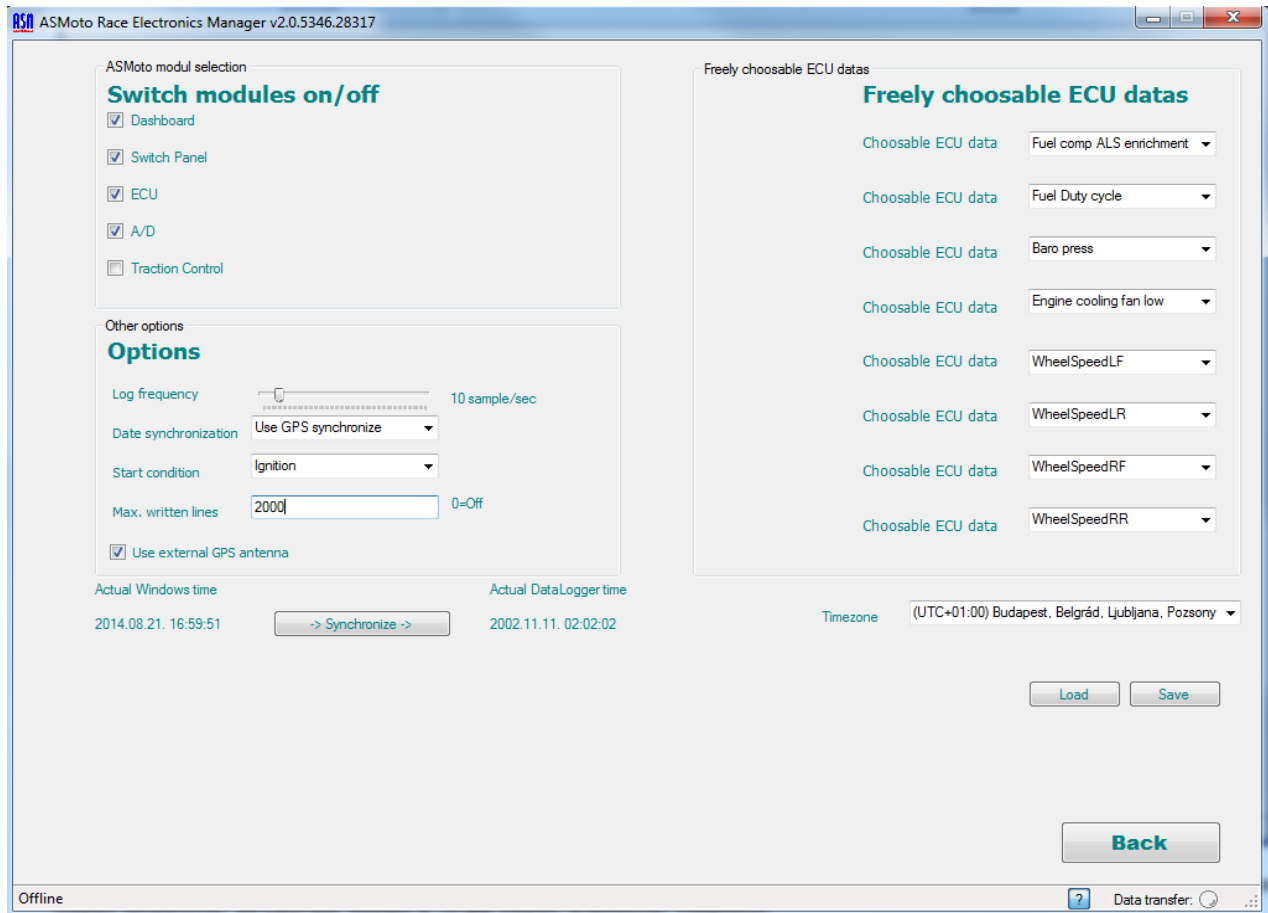 ASM ASMoto Race Electronics Manager v2.0.5346.28317
ASMoto modul selection
Switch modules on/off
Dashboard
Switch Panel
ECU
A/D
Traction Control
Other options
Options
Log frequency 10 sample/sec
Date synchronization Use GPS synchronize
Start condition Ignition
Max. written lines 2000 0=Off
Use external GPS antenna
Actual Windows time Actual DataLogger time
2014.08.21. 16:59:51 -> Synchronize -> 2002.11.11. 02:02:02
Freely choosable ECU datas
Freely choosable ECU datas
Choosable ECU data Fuel comp ALS enrichment
Choosable ECU data Fuel Duty cycle
Choosable ECU data Baro press
Choosable ECU data Engine cooling fan low
Choosable ECU data WheelSpeedLF
Choosable ECU data WheelSpeedLR
Choosable ECU data WheelSpeedRF
Choosable ECU data WheelSpeedRR
Timezone (UTC+01:00) Budapest, Belgrád, Ljubljana, Pozsony
Load Save
Back
Offline ? Data transfer: